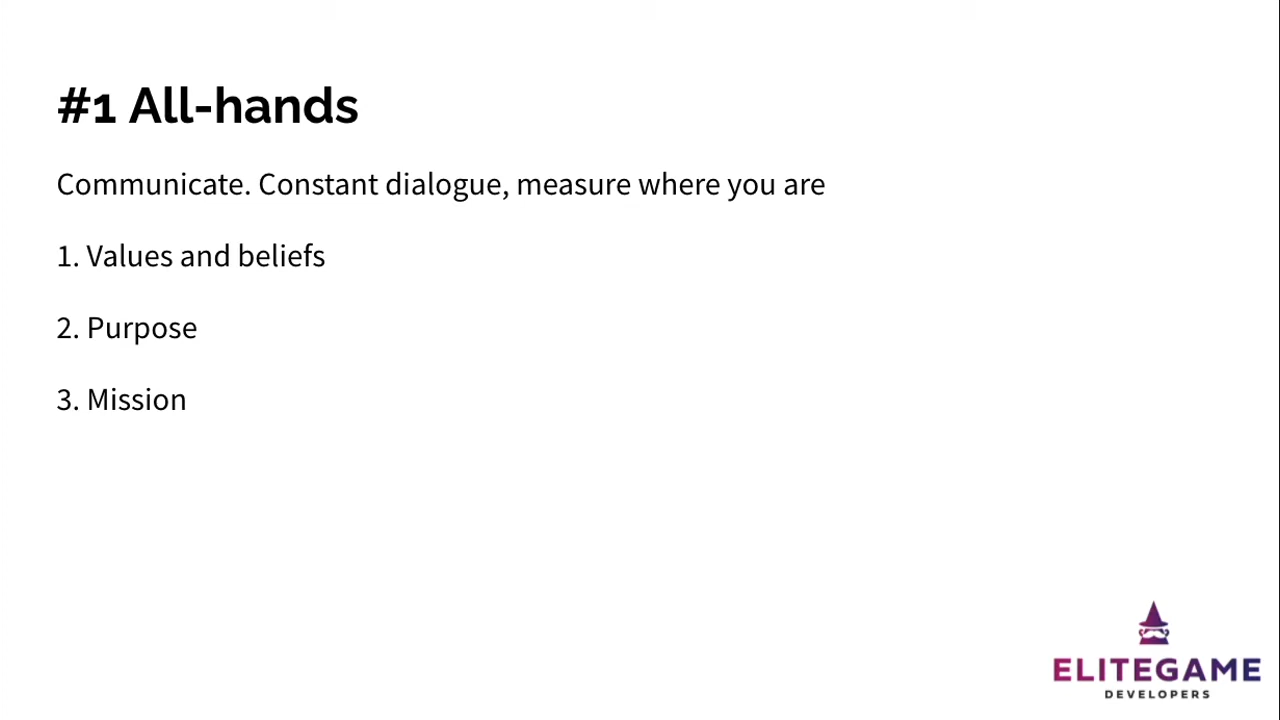 #1 All-hands
Communicate. Constant dialogue, measure where you are
1. Values and beliefs
2. Purpose
3. Mission
ELITEGAME
DEVELOPERS